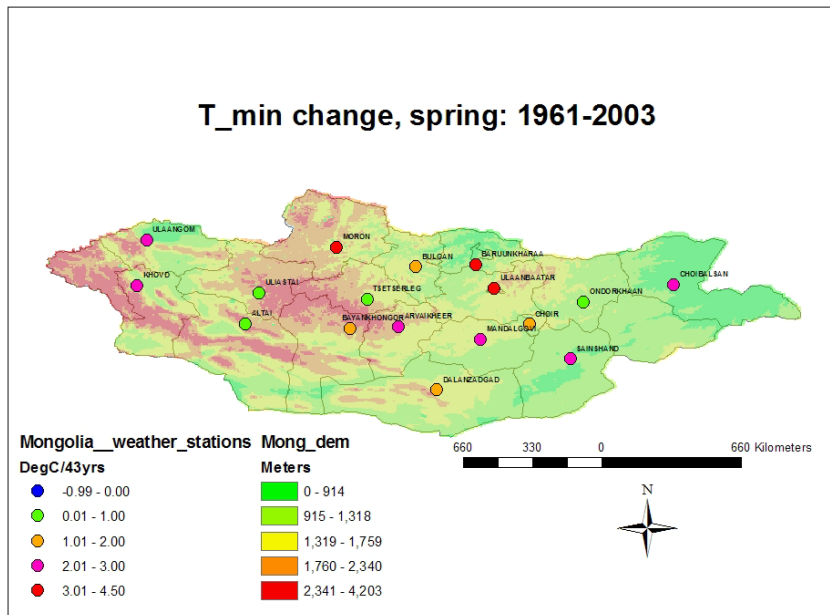 T_min change, spring: 1961-2003
ULAANGOM
MORON
BULGAN
BARUUNKHARAA
KHOVD
ULIASTAI
TSETSERLEG
ULAANBAATAR
ONDORKHAAN
CHOIBALSAN
ALTAI
BAYANKHONGOR
ARVAIKHEER
MANDALGOVI
CHOIR
SAINSHAND
DALANZADGAD
Mongolia__weather_stations
DegC/43yrs
-0.99 - 0.00
0.01 - 1.00
1.01 - 2.00
2.01 - 3.00
3.01 - 4.50
Mong_dem
Meters
0 - 914
915 - 1,318
1,319 - 1,759
1,760 - 2,340
2,341 - 4,203
660 330 0 660 Kilometers
N